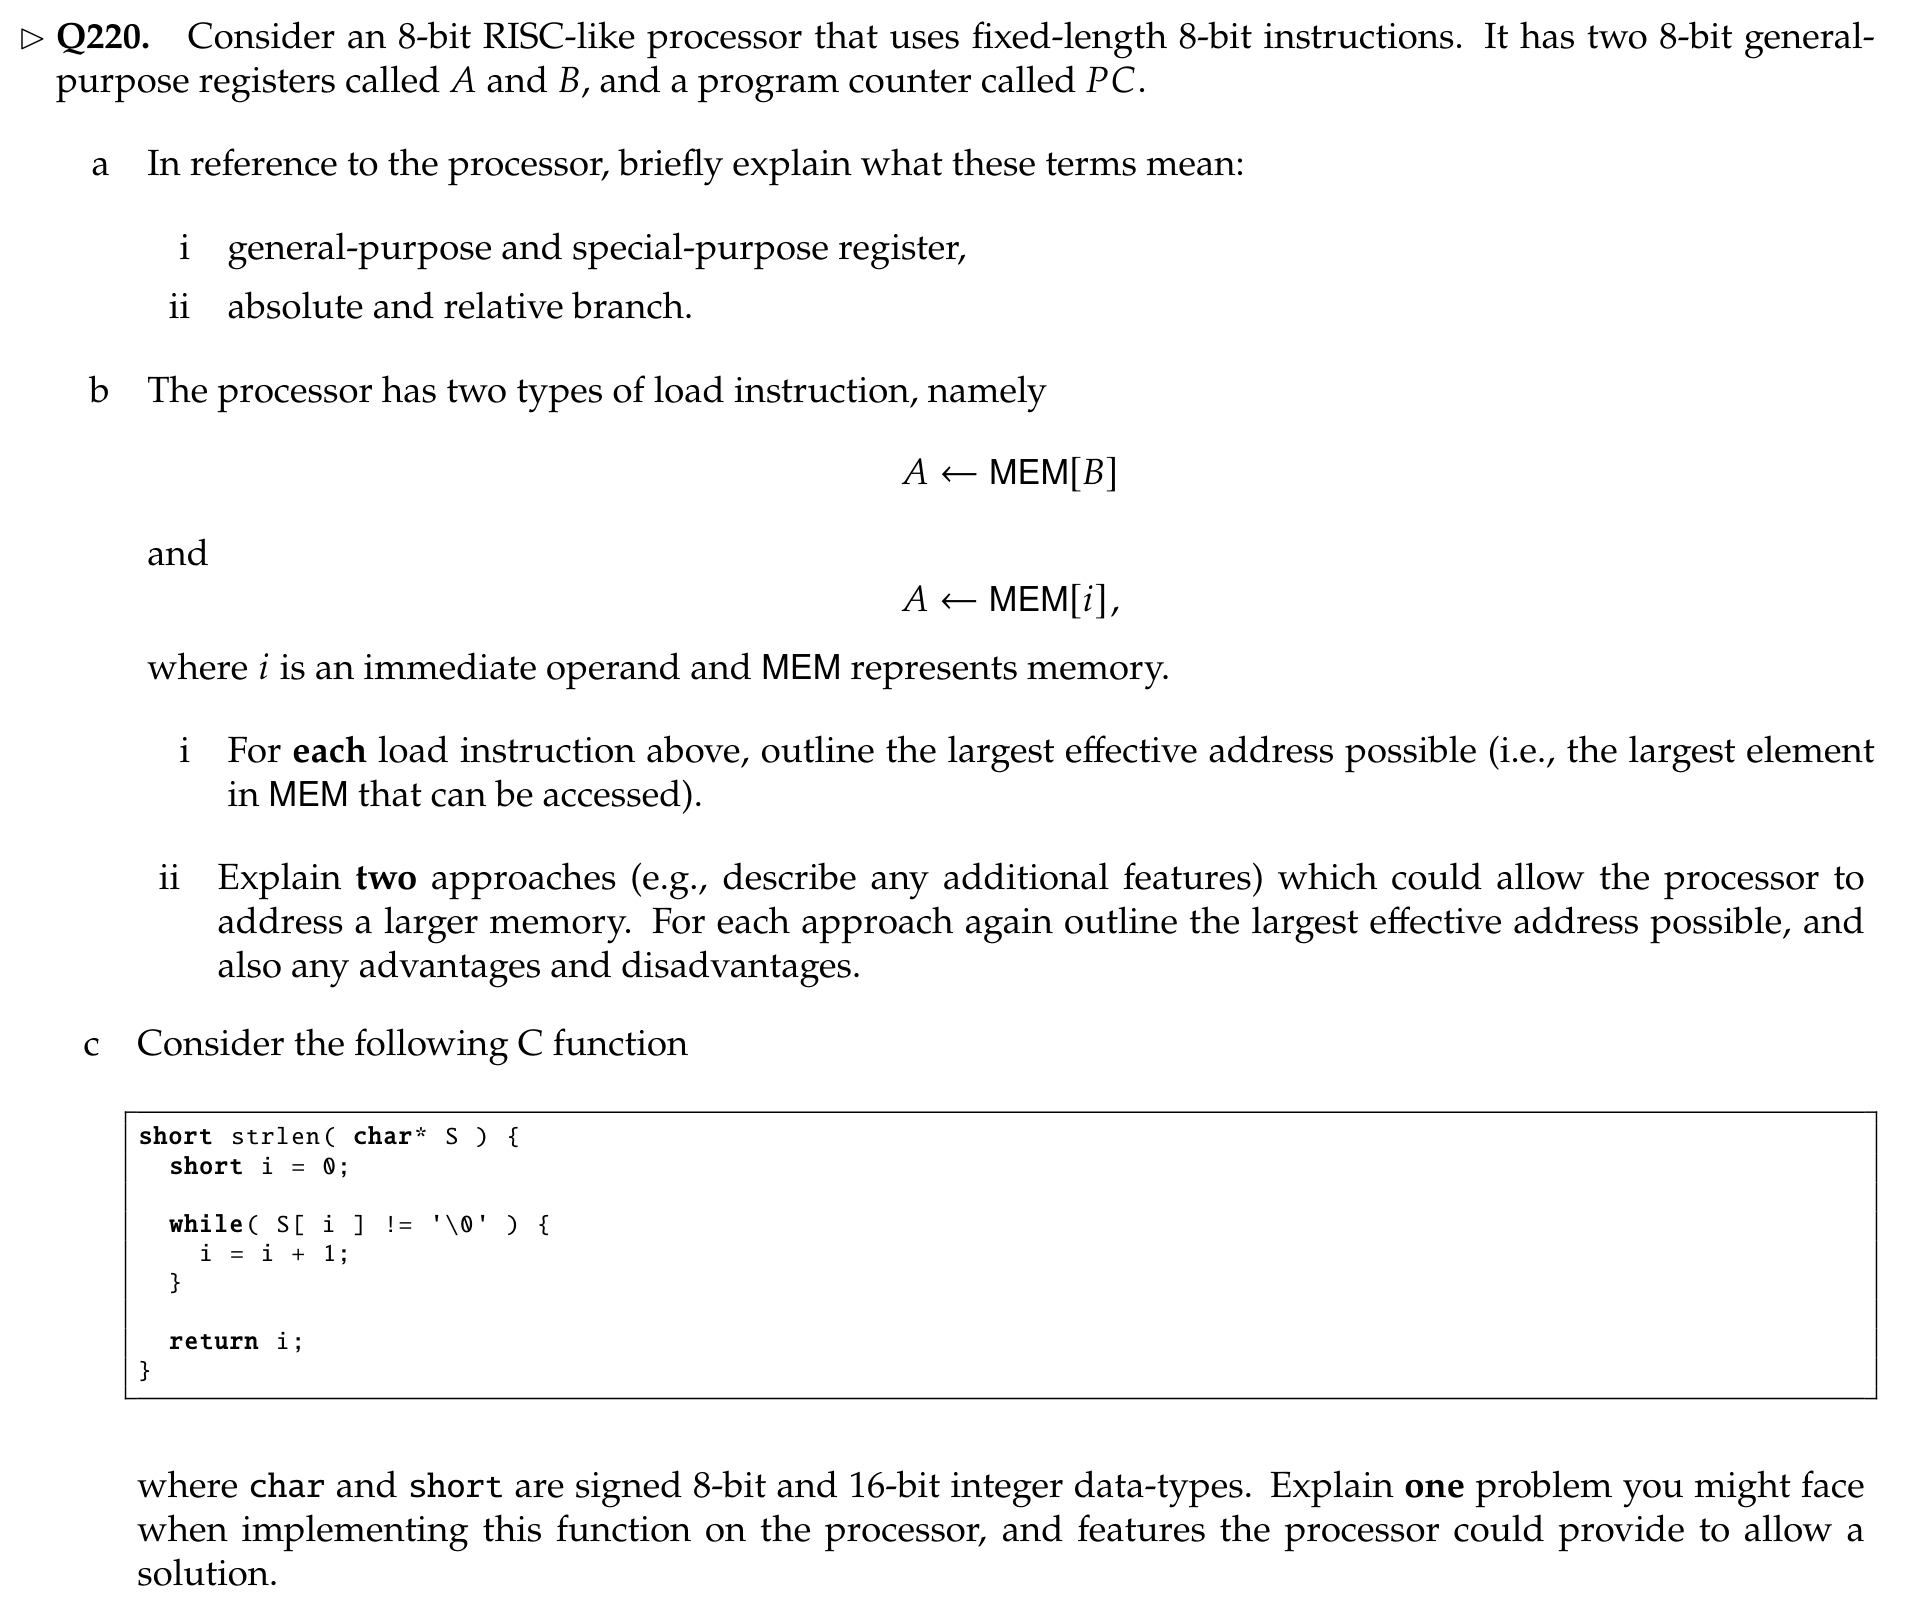 ▷ Q220. Consider an 8-bit RISC-like processor that uses fixed-length 8-bit instructions. It has two 8-bit general-
purpose registers called A and B, and a program counter called PC.
a In reference to the processor, briefly explain what these terms mean:
i general-purpose and special-purpose register,
ii absolute and relative branch.
b The processor has two types of load instruction, namely
A ← MEM[B]
and
A ← MEM[i],
where i is an immediate operand and MEM represents memory.
i For each load instruction above, outline the largest effective address possible (i.e., the largest element
in MEM that can be accessed).
ii Explain two approaches (e.g., describe any additional features) which could allow the processor to
address a larger memory. For each approach again outline the largest effective address possible, and
also any advantages and disadvantages.
c Consider the following C function
short strlen( char* S ) {
  short i = 0;
  while( S[ i ] != '\0' ) {
    i = i + 1;
  }
  return i;
}
where char and short are signed 8-bit and 16-bit integer data-types. Explain one problem you might face
when implementing this function on the processor, and features the processor could provide to allow a
solution.